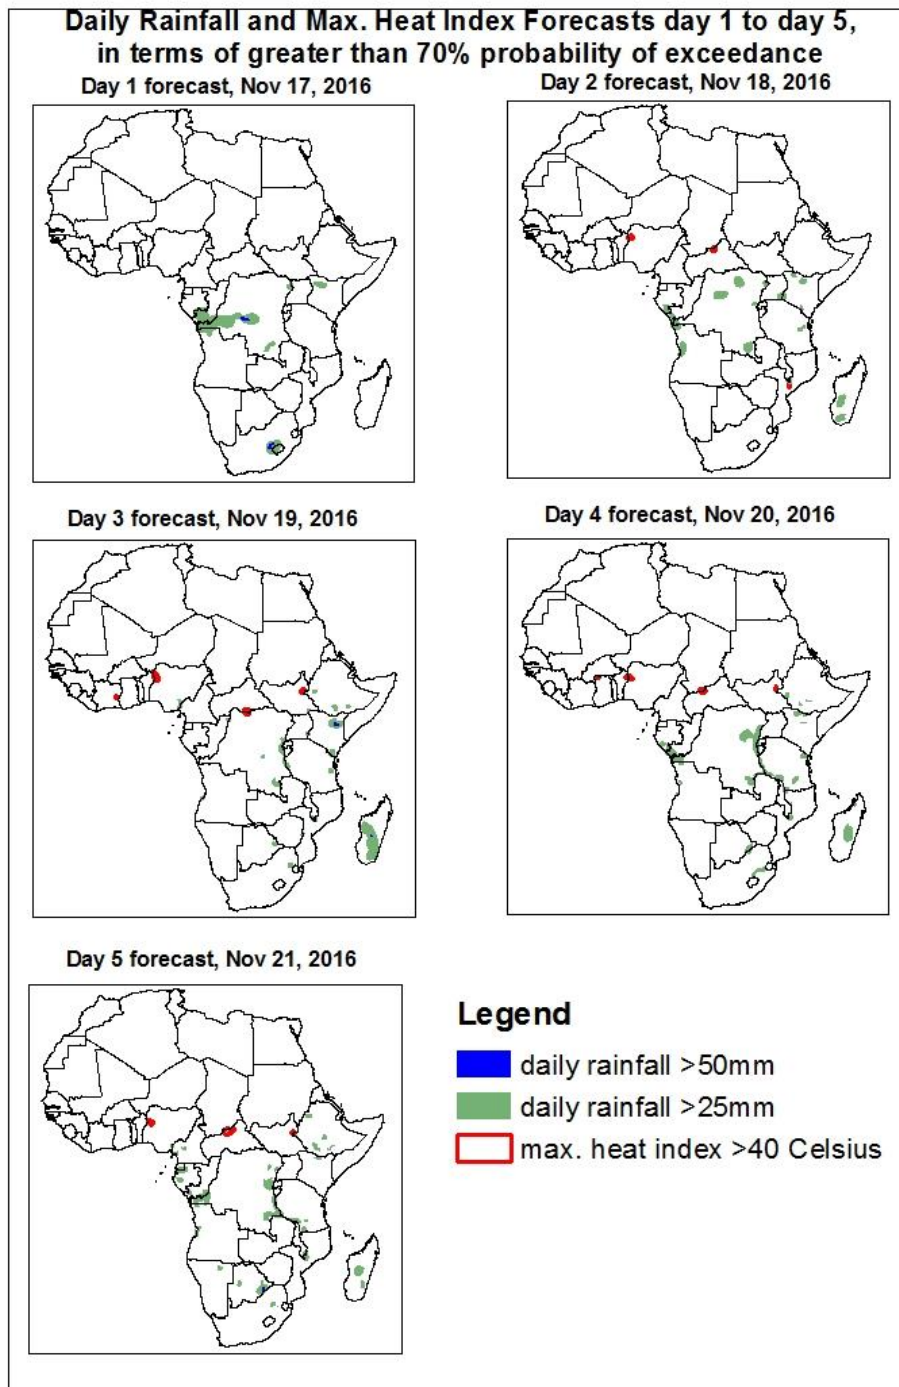 Daily Rainfall and Max. Heat Index Forecasts day 1 to day 5,
in terms of greater than 70% probability of exceedance
Day 1 forecast, Nov 17, 2016
Day 2 forecast, Nov 18, 2016
Day 3 forecast, Nov 19, 2016
Day 4 forecast, Nov 20, 2016
Day 5 forecast, Nov 21, 2016
Legend
daily rainfall >50mm
daily rainfall >25mm
max. heat index >40 Celsius